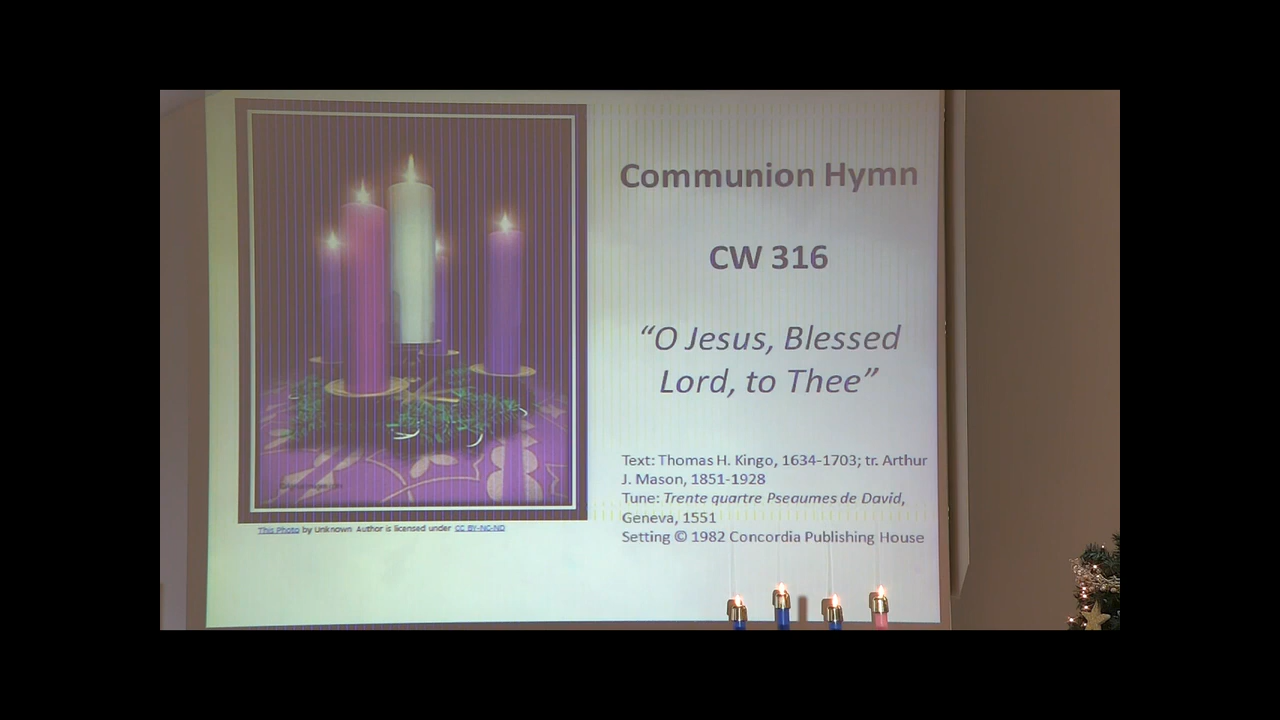 Communion Hymn
CW 316
“O Jesus, Blessed
Lord, to Thee”
Text: Thomas H. Kingo, 1634-1703; tr. Arthur
J. Mason, 1851-1928
Tune: Trente quartre Pseaumes de David,
Geneva, 1551
Setting © 1982 Concordia Publishing House
This Photo by Unknown Author is licensed under CC BY-NC-ND